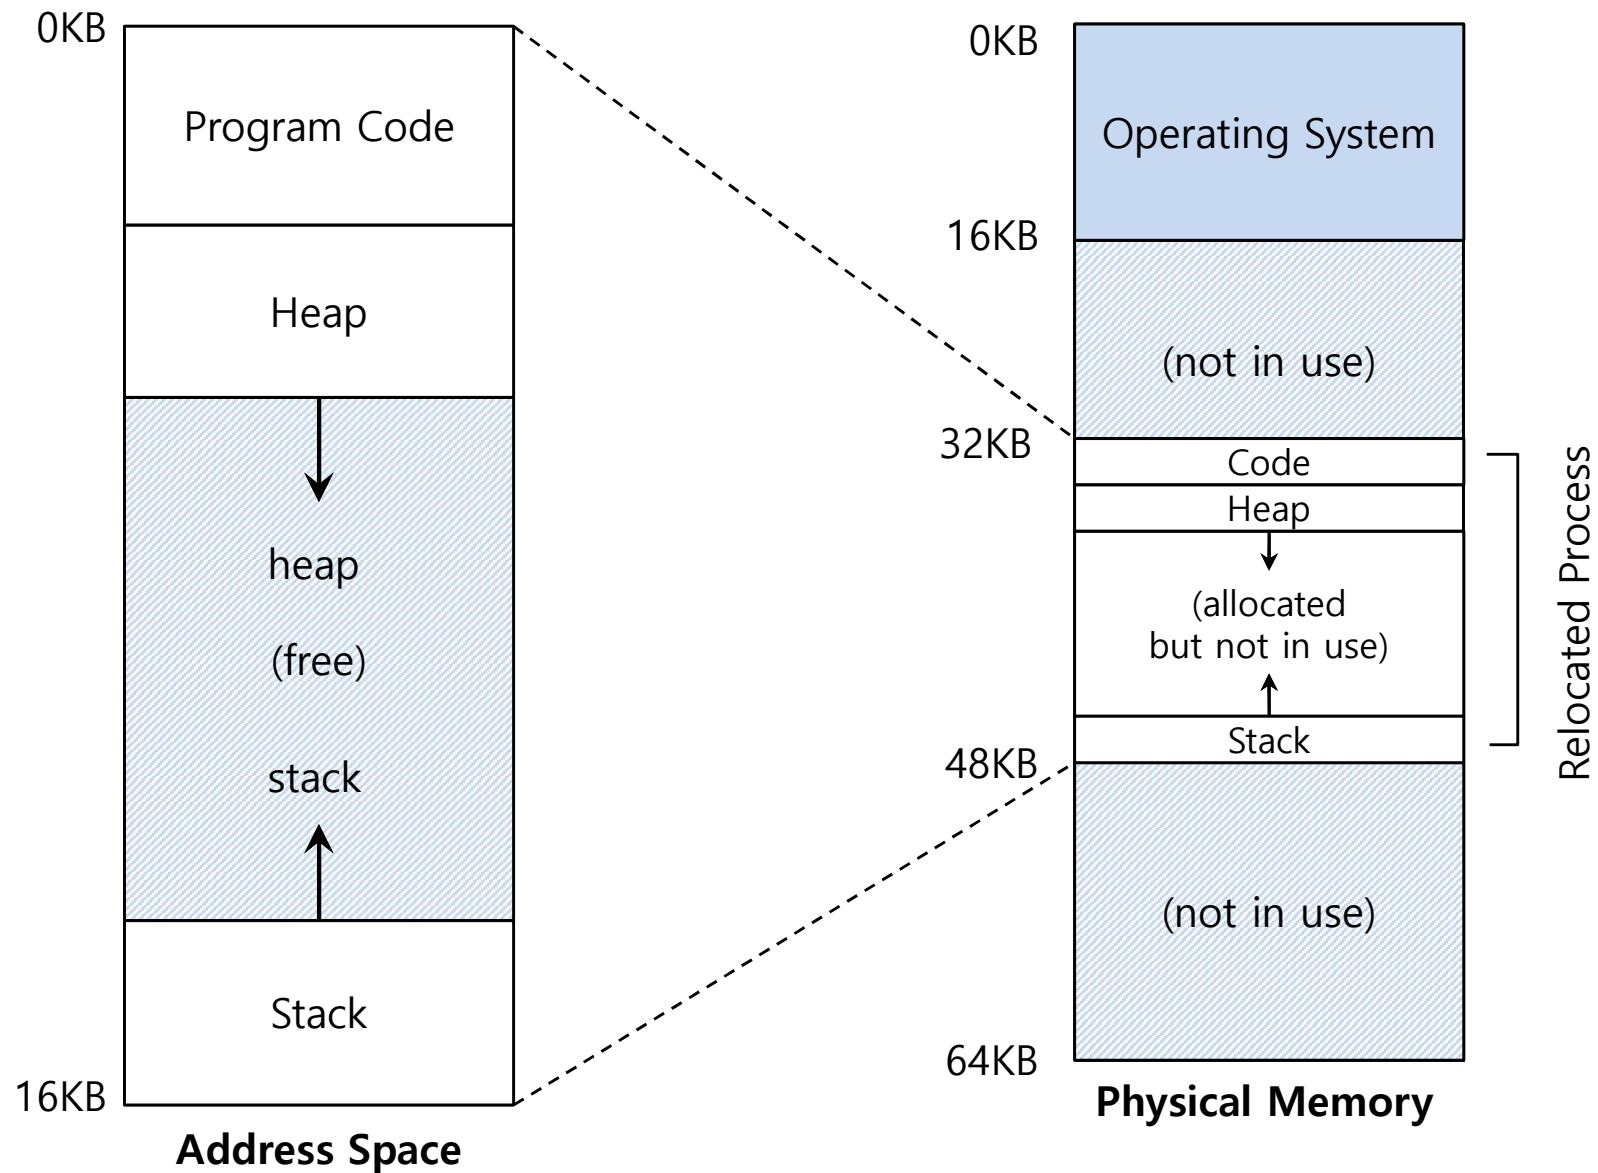 0KB
Program Code
Heap
heap
(free)
stack
Stack
16KB
Address Space
0KB
Operating System
16KB
(not in use)
32KB
Code
Heap
(allocated
but not in use)
Stack
48KB
(not in use)
64KB
Physical Memory
Relocated Process